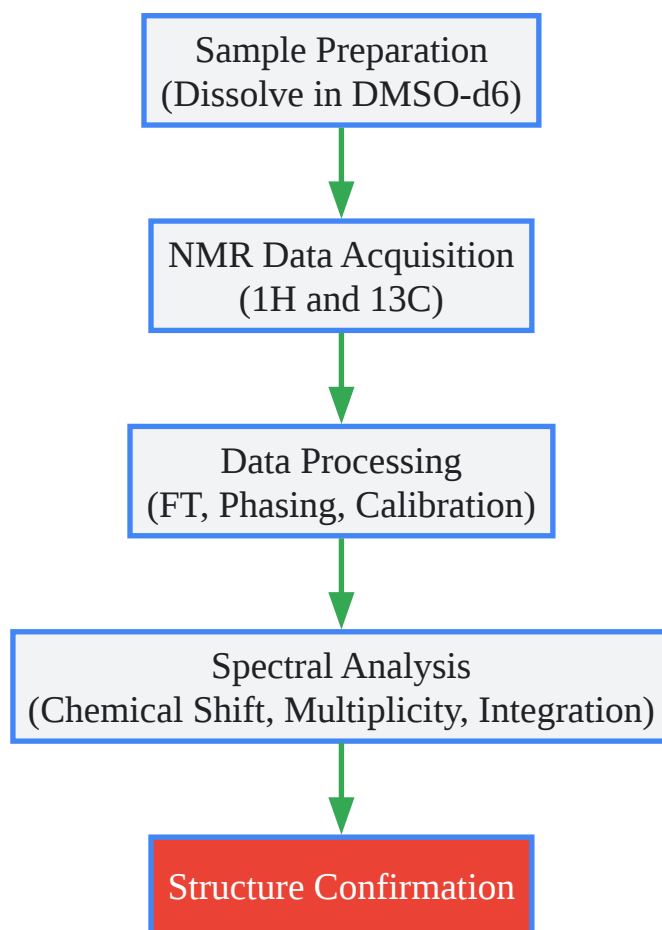 Sample Preparation
(Dissolve in DMSO-d6)
NMR Data Acquisition
(1H and 13C)
Data Processing
(FT, Phasing, Calibration)
Spectral Analysis
(Chemical Shift, Multiplicity, Integration)
Structure Confirmation